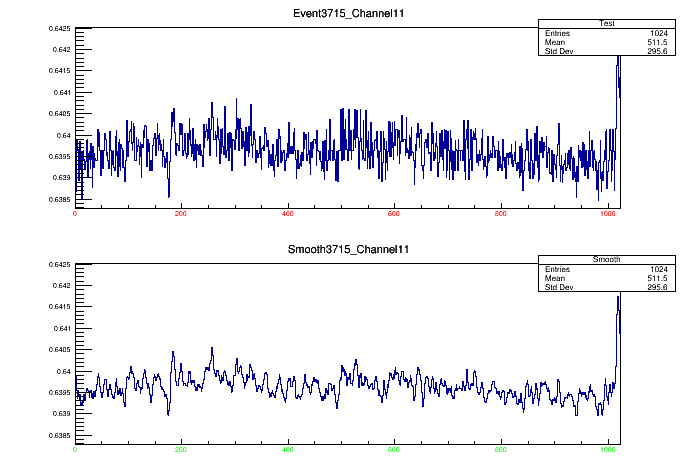 Event3715_Channel11
Test
Entries 1024
Mean 511.5
Std Dev 295.6
0.6425
0.642
0.6415
0.641
0.6405
0.64
0.6395
0.639
0.6385
0 200 400 600 800 1000
Smooth3715_Channel11
Smooth
Entries 1024
Mean 511.5
Std Dev 295.6
0.6425
0.642
0.6415
0.641
0.6405
0.64
0.6395
0.639
0.6385
0 200 400 600 800 1000